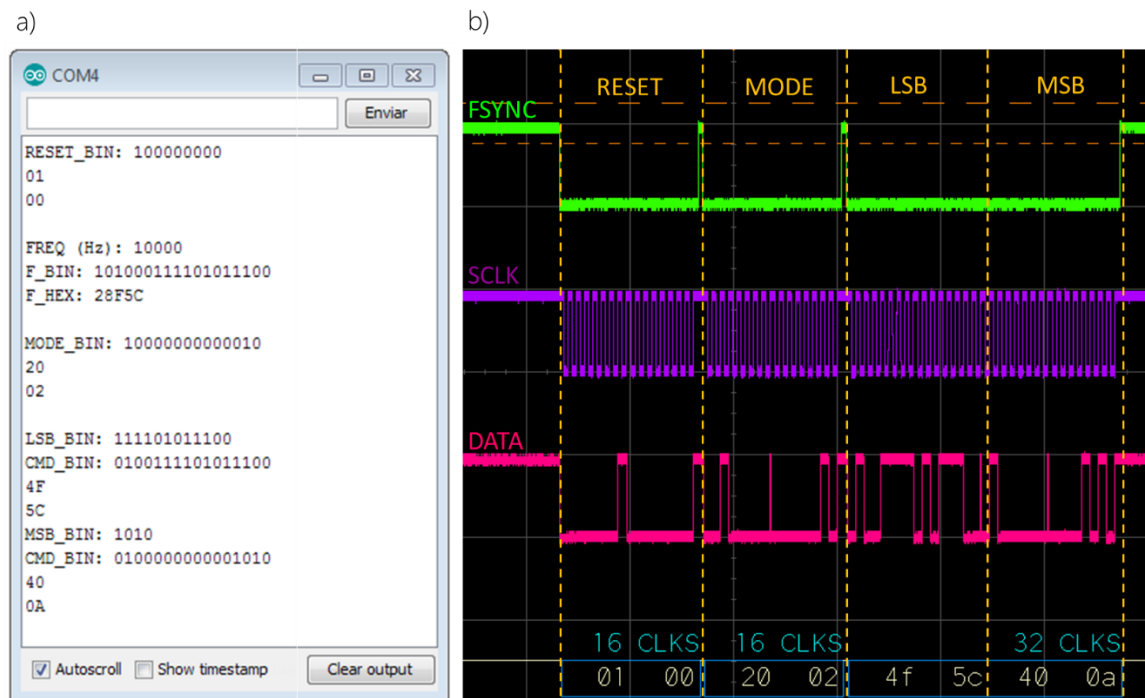 a)
COM4
Enviar
RESET_BIN: 100000000
01
00
FREQ (Hz): 10000
F_BIN: 101000111101011100
F_HEX: 28F5C
MODE_BIN: 10000000000010
20
02
LSB_BIN: 111101011100
CMD_BIN: 0100111101011100
4F
5C
MSB_BIN: 1010
CMD_BIN: 0100000000001010
40
0A
Autoscroll Show timestamp Clear output
b)
RESET MODE LSB MSB
FSYNC
SCLK
DATA
16 CLKS 16 CLKS 32 CLKS
01 00 20 02 4f 5c 40 0a